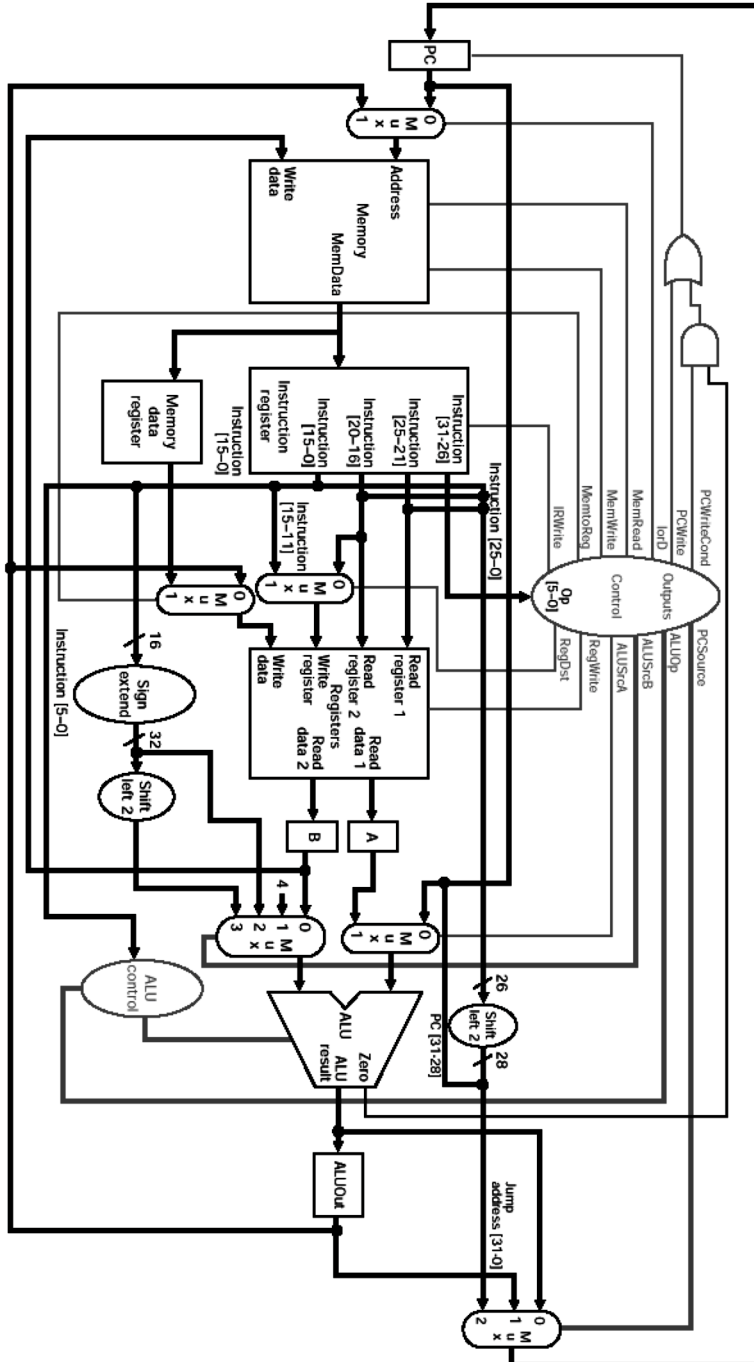 PC
0
M
u
x
1
Address
Write
data
Memory
MemData
PCWriteCond
PCWrite
IorD
MemRead
MemWrite
MemtoReg
IRWrite
Outputs
Control
Op
[5–0]
PCSource
ALUOp
ALUSrcB
ALUSrcA
RegWrite
RegDst
Instruction
[31-26]
Instruction
[25–21]
Instruction
[20–16]
Instruction
[15–0]
Instruction
register
Memory
data
register
Instruction [25–0]
Instruction
[15–0]
Instruction
[15–11]
0
M
u
x
1
0
M
u
x
1
Read
register 1
Read
register 2
Write
register
Write
data
Registers
Read
data 1
Read
data 2
16
Sign
extend
32
Shift
left 2
Instruction [5–0]
A
B
4
0
M
u
x
1
0
1
M
u
x
2
3
26
Shift
left 2
28
PC [31-28]
ALU
control
Zero
ALU
ALU
result
ALUOut
Jump
address [31-0]
0
1
M
u
x
2